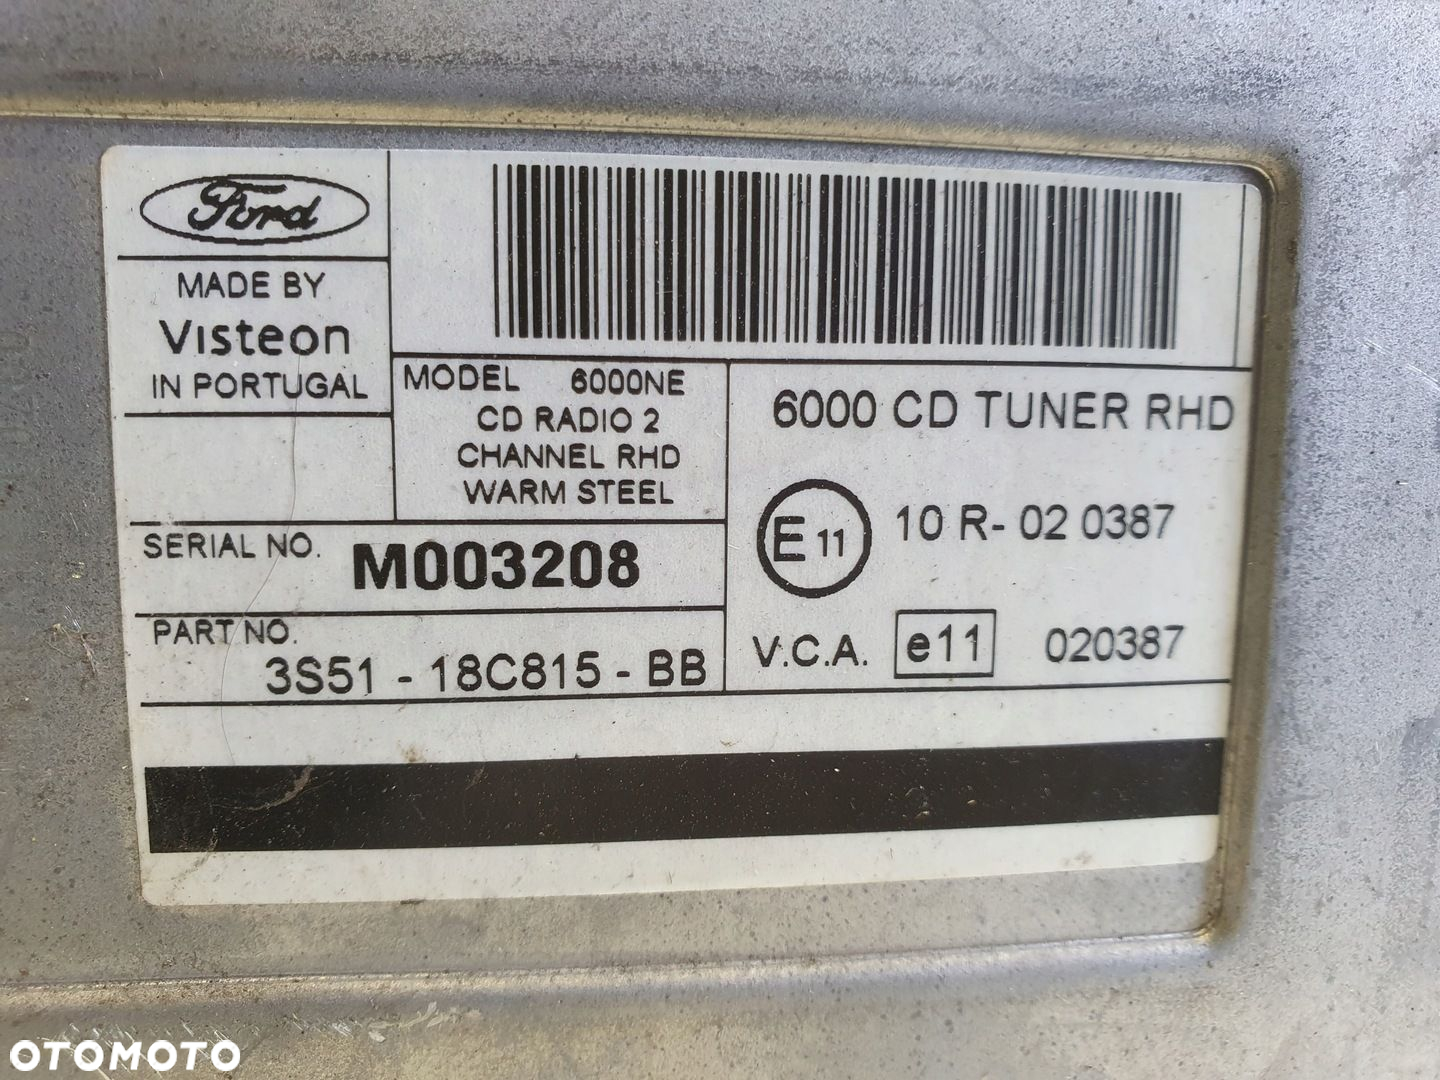 Ford
MADE BY
Visteon
IN PORTUGAL
MODEL 6000NE
CD RADIO 2
CHANNEL RHD
WARM STEEL
SERIAL NO. M003208
PART NO.
3S51 - 18C815 - BB
6000 CD TUNER RHD
E11 10 R- 02 0387
V.C.A. e11 020387
OTOMOTO